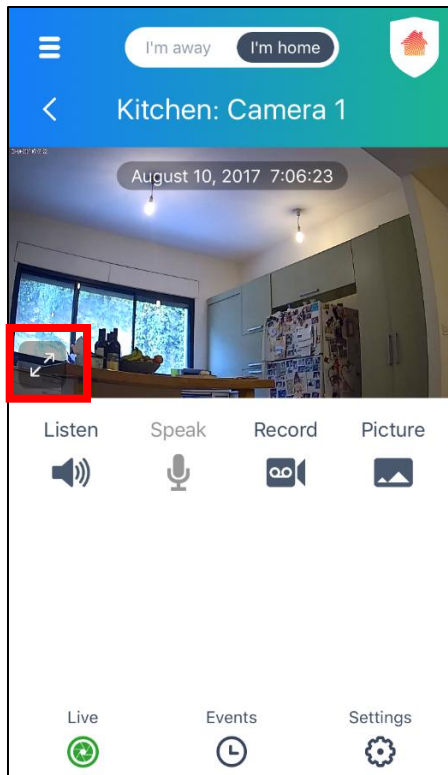 I'm away I'm home
Kitchen: Camera 1
August 10, 2017 7:06:23
Listen Speak Record Picture
Live Events Settings